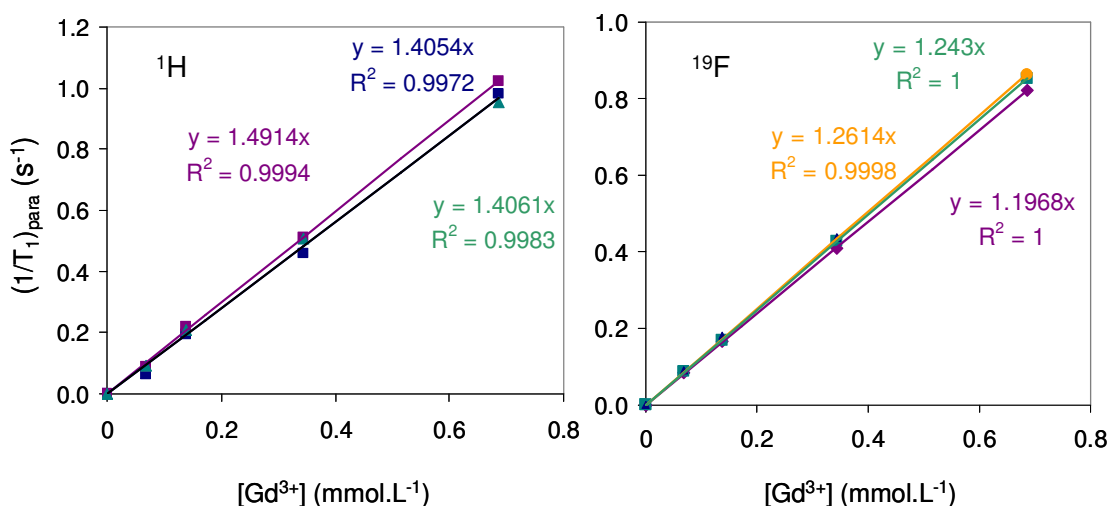 ¹H
y = 1.4054x
R² = 0.9972
y = 1.4914x
R² = 0.9994
y = 1.4061x
R² = 0.9983
(1/T₁)para (s⁻¹)
1.2
1.0
0.8
0.6
0.4
0.2
0.0
0 0.2 0.4 0.6 0.8
[Gd³⁺] (mmol.L⁻¹)
¹⁹F
y = 1.243x
R² = 1
y = 1.2614x
R² = 0.9998
y = 1.1968x
R² = 1
1.0
0.8
0.6
0.4
0.2
0.0
0 0.2 0.4 0.6 0.8
[Gd³⁺] (mmol.L⁻¹)